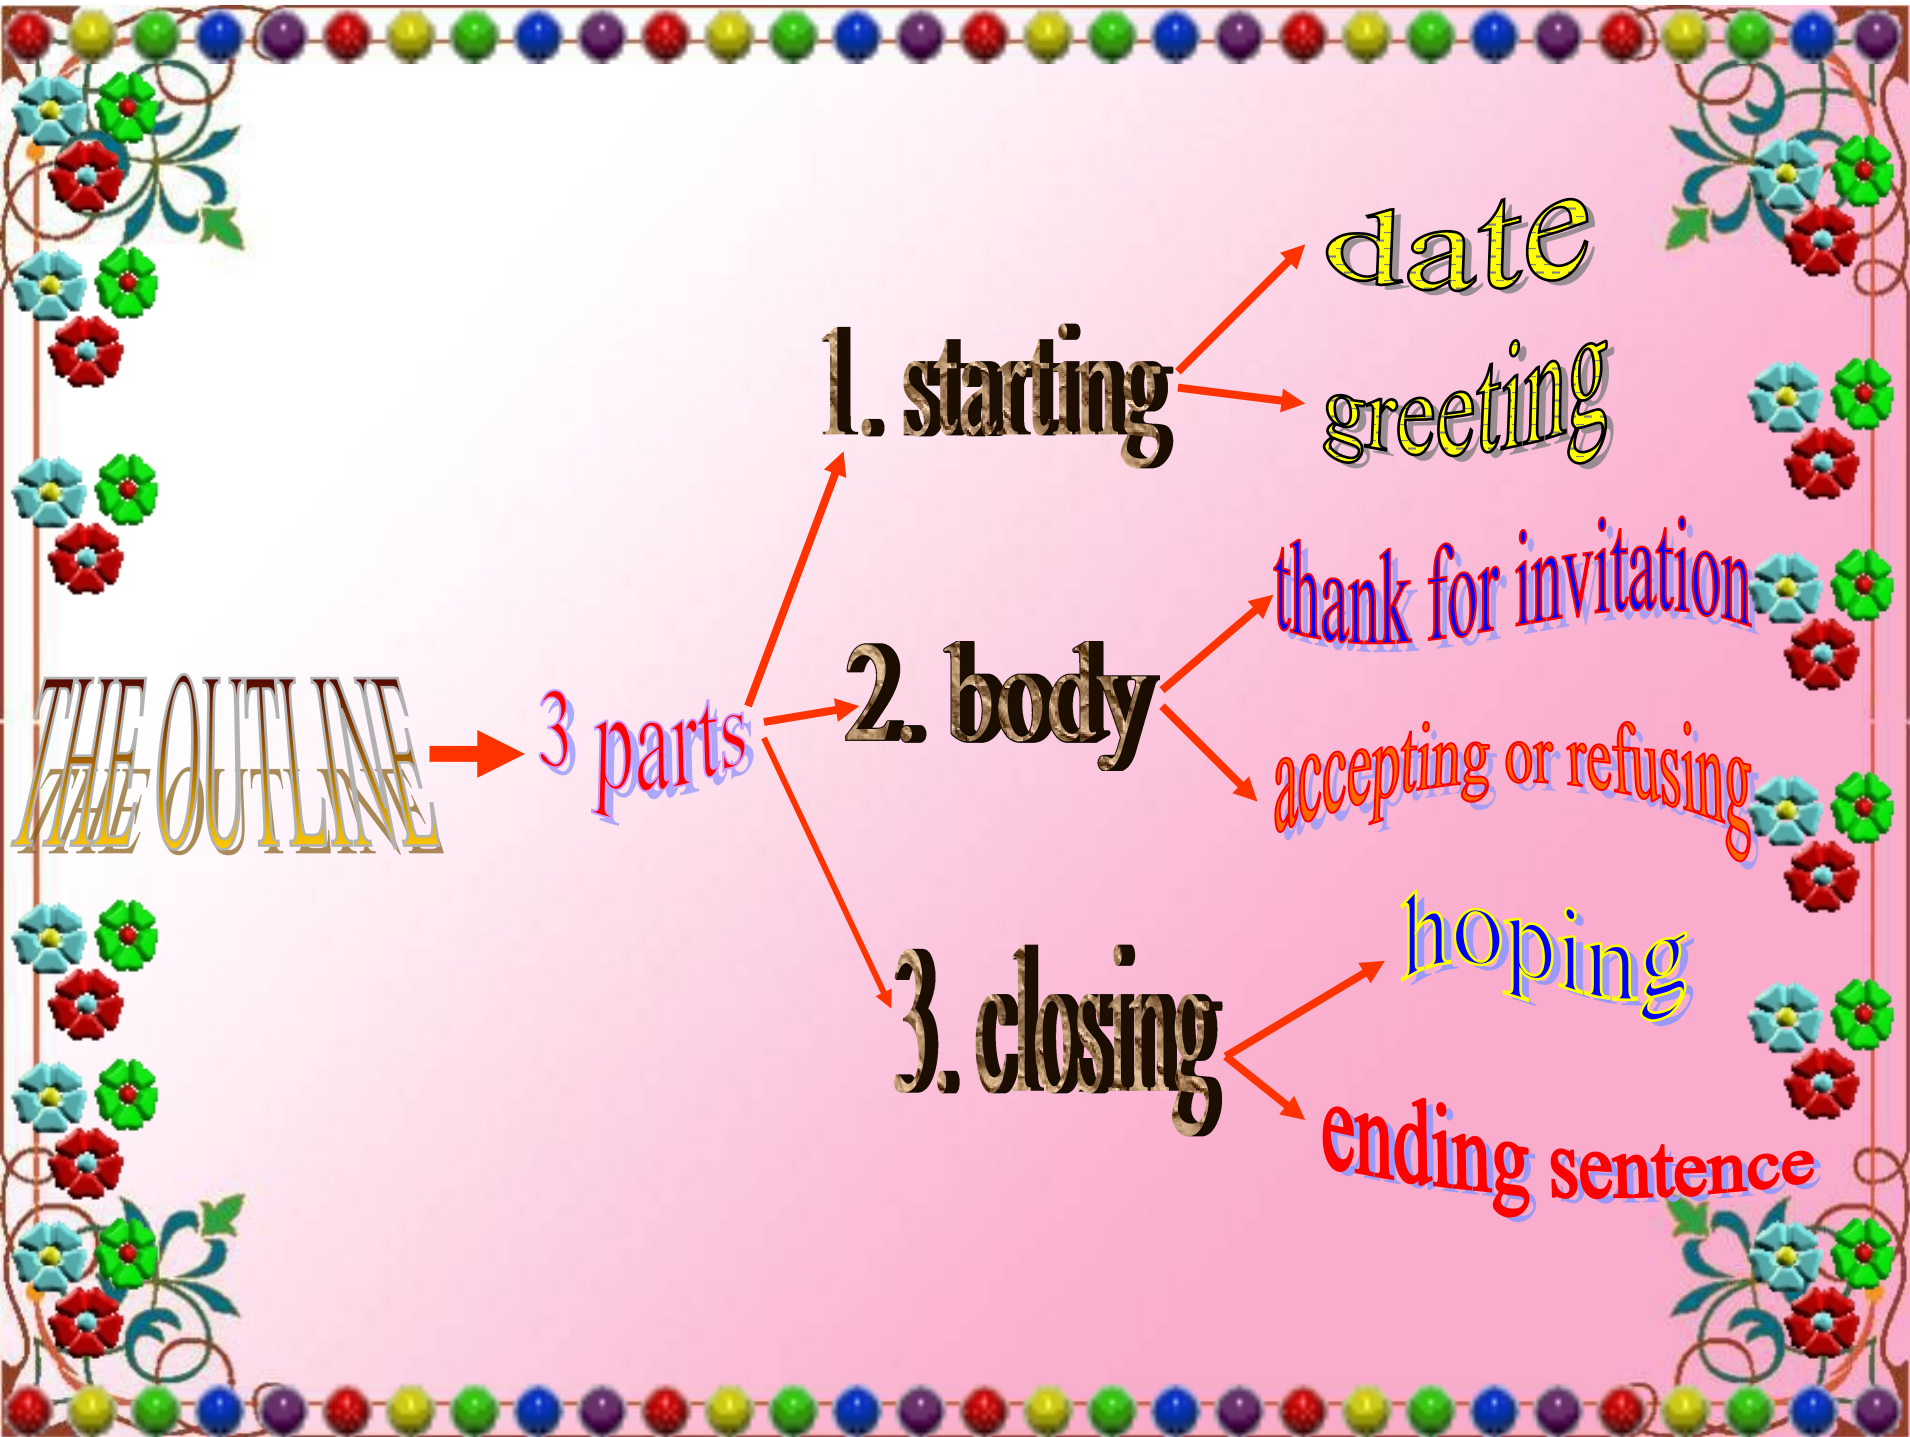 THE OUTLINE
3 parts
1. starting
date
greeting
2. body
thank for invitation
accepting or refusing
3. closing
hoping
ending sentence